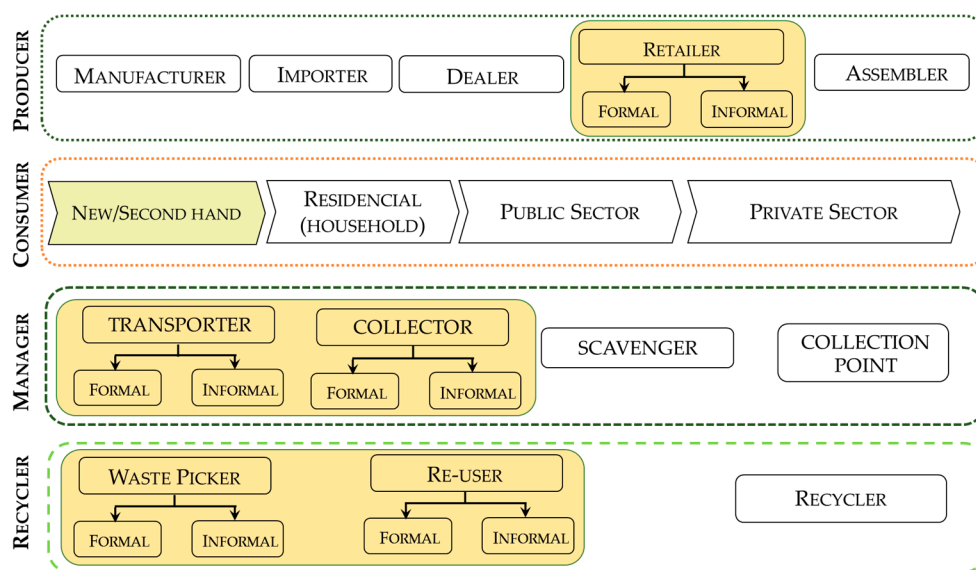 PRODUCER
MANUFACTURER
IMPORTER
DEALER
RETAILER
FORMAL
INFORMAL
ASSEMBLER
CONSUMER
NEW/SECOND HAND
RESIDENCIAL
(HOUSEHOLD)
PUBLIC SECTOR
PRIVATE SECTOR
MANAGER
TRANSPORTER
FORMAL
INFORMAL
COLLECTOR
FORMAL
INFORMAL
SCAVENGER
COLLECTION
POINT
RECYCLER
WASTE PICKER
FORMAL
INFORMAL
RE-USER
FORMAL
INFORMAL
RECYCLER